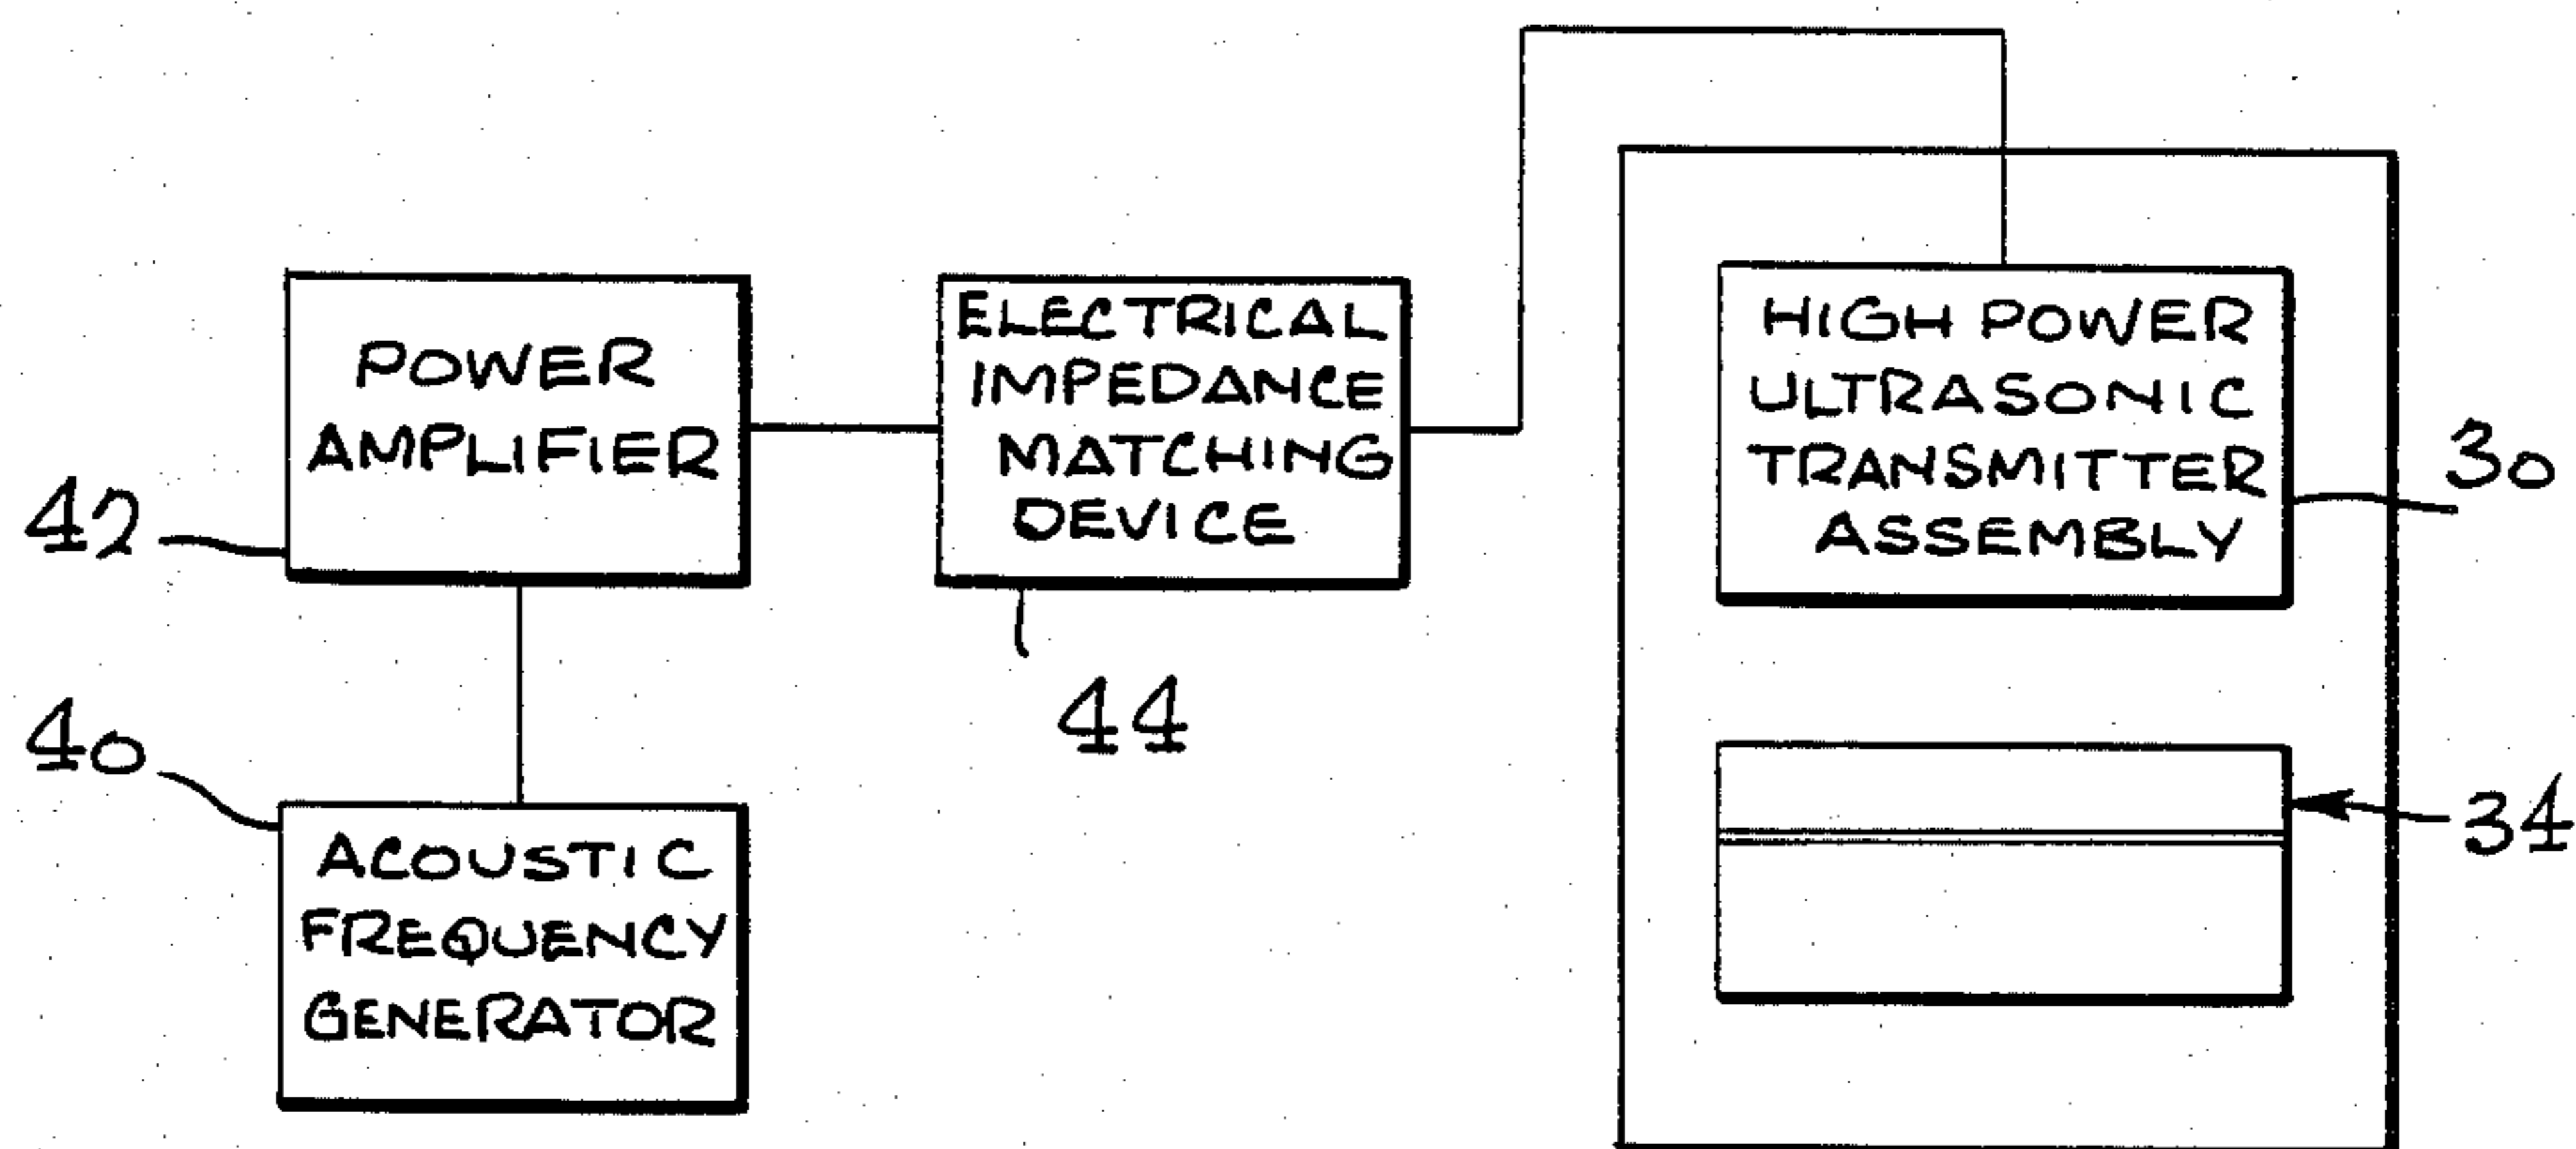 POWER
AMPLIFIER
42
ELECTRICAL
IMPEDANCE
MATCHING
DEVICE
44
HIGH POWER
ULTRASONIC
TRANSMITTER
ASSEMBLY
30
40
ACOUSTIC
FREQUENCY
GENERATOR
34